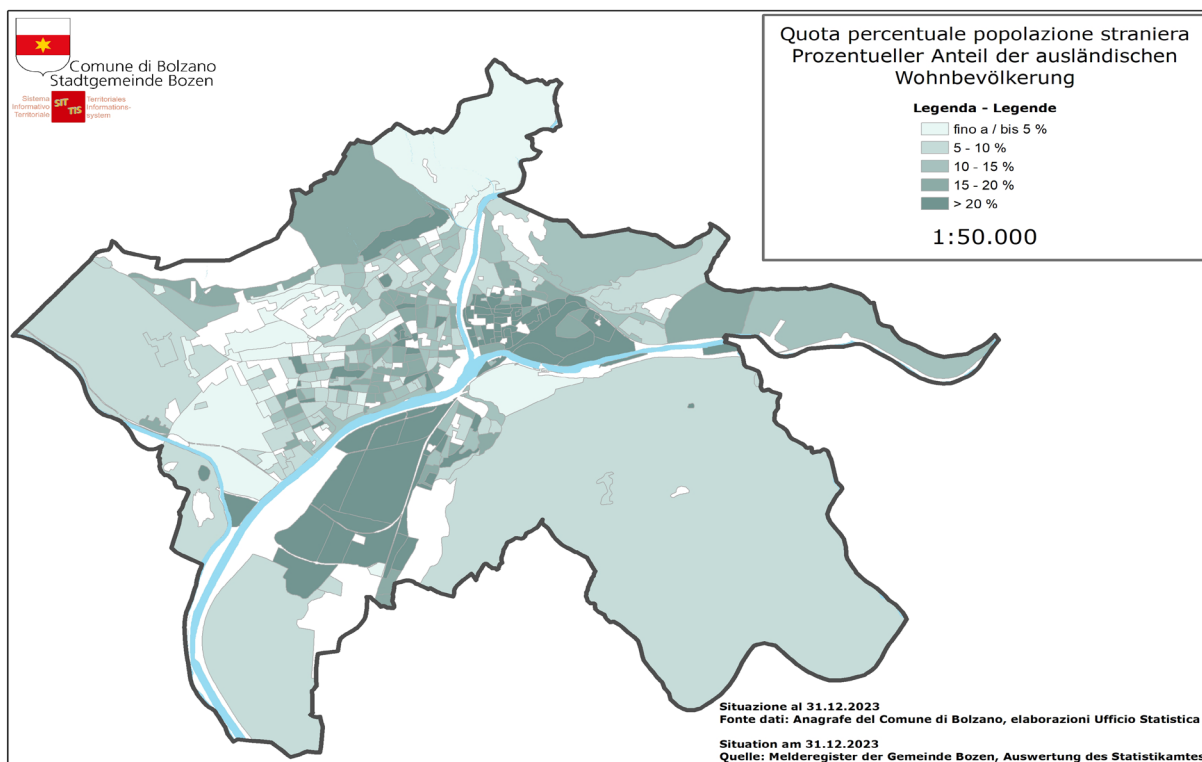 Comune di Bolzano
Stadtgemeinde Bozen
Sistema
Informativo
Territoriale
SIT
TIS
Territoriales
Informations-
system
Quota percentuale popolazione straniera
Prozentueller Anteil der ausländischen
Wohnbevölkerung
Legenda - Legende
fino a / bis 5 %
5 - 10 %
10 - 15 %
15 - 20 %
> 20 %
1:50.000
Situazione al 31.12.2023
Fonte dati: Anagrafe del Comune di Bolzano, elaborazioni Ufficio Statistica
Situation am 31.12.2023
Quelle: Melderegister der Gemeinde Bozen, Auswertung des Statistikamtes